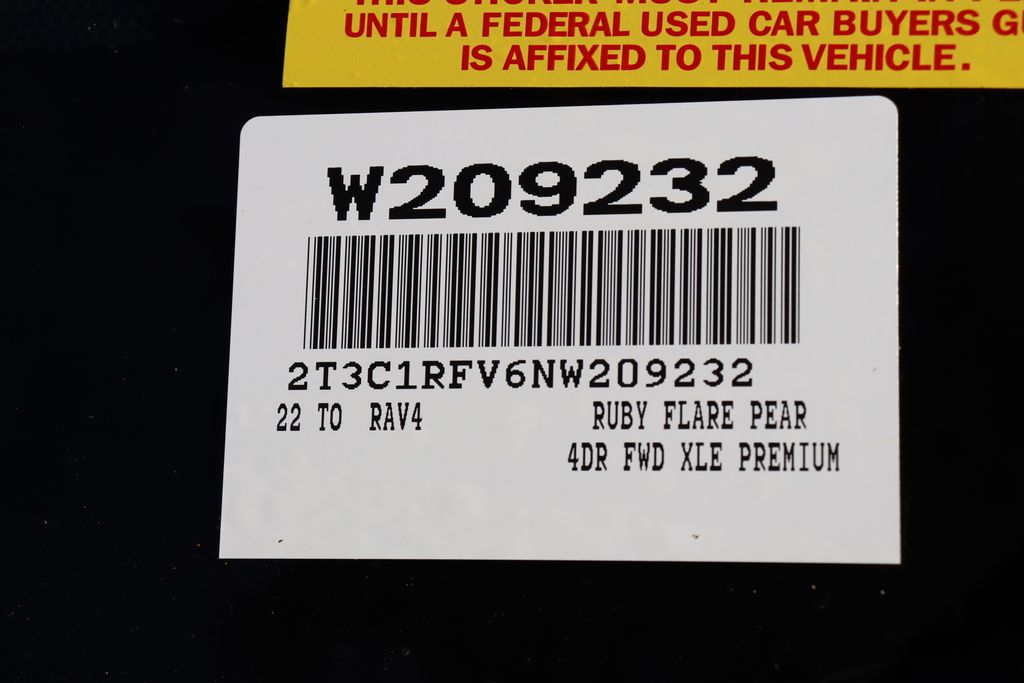 UNTIL A FEDERAL USED CAR BUYERS
IS AFFIXED TO THIS VEHICLE.
W209232
2T3C1RFV6NW209232
22 TO RAV4 RUBY FLARE PEAR
4DR FWD XLE PREMIUM